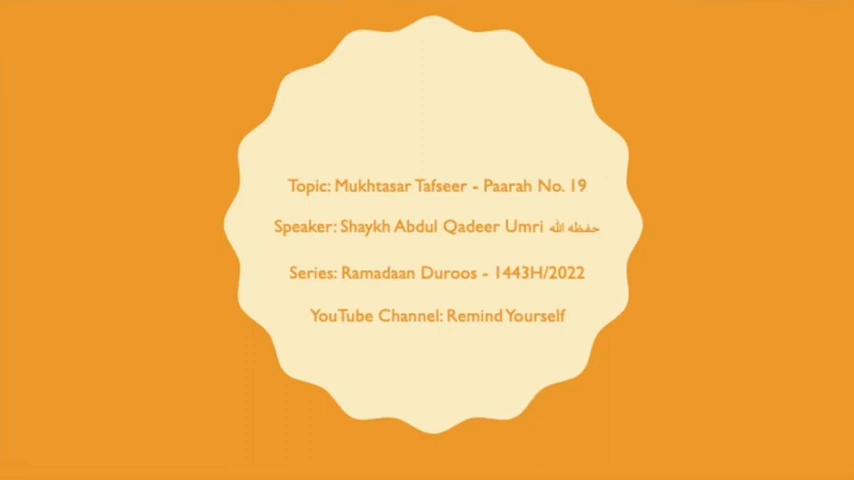 Topic: Mukhtasar Tafseer - Paarah No. 19
Speaker: Shaykh Abdul Qadeer Umri حفظه الله
Series: Ramadaan Duroos - 1443H/2022
YouTube Channel: Remind Yourself